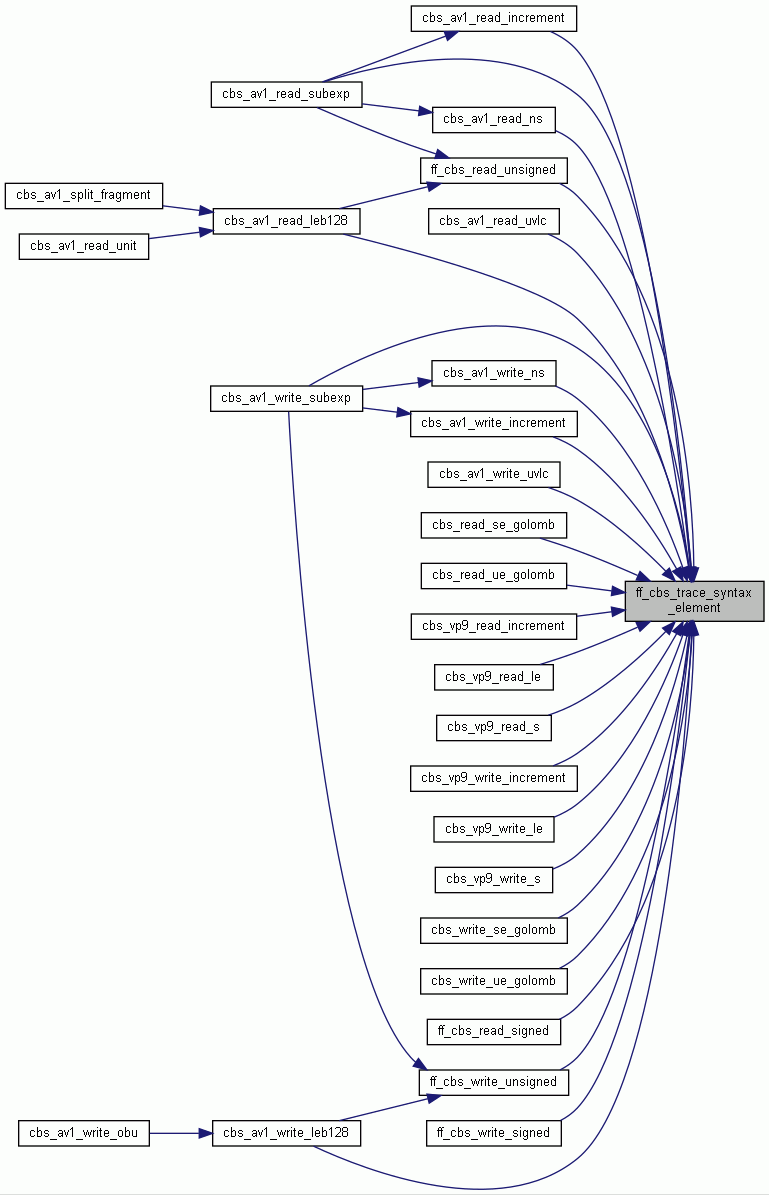 cbs_av1_read_increment
cbs_av1_read_subexp
cbs_av1_read_ns
ff_cbs_read_unsigned
cbs_av1_split_fragment
cbs_av1_read_leb128
cbs_av1_read_uvlc
cbs_av1_read_unit
cbs_av1_write_ns
cbs_av1_write_subexp
cbs_av1_write_increment
cbs_av1_write_uvlc
cbs_read_se_golomb
cbs_read_ue_golomb
ff_cbs_trace_syntax
_element
cbs_vp9_read_increment
cbs_vp9_read_le
cbs_vp9_read_s
cbs_vp9_write_increment
cbs_vp9_write_le
cbs_vp9_write_s
cbs_write_se_golomb
cbs_write_ue_golomb
ff_cbs_read_signed
ff_cbs_write_unsigned
cbs_av1_write_obu
cbs_av1_write_leb128
ff_cbs_write_signed